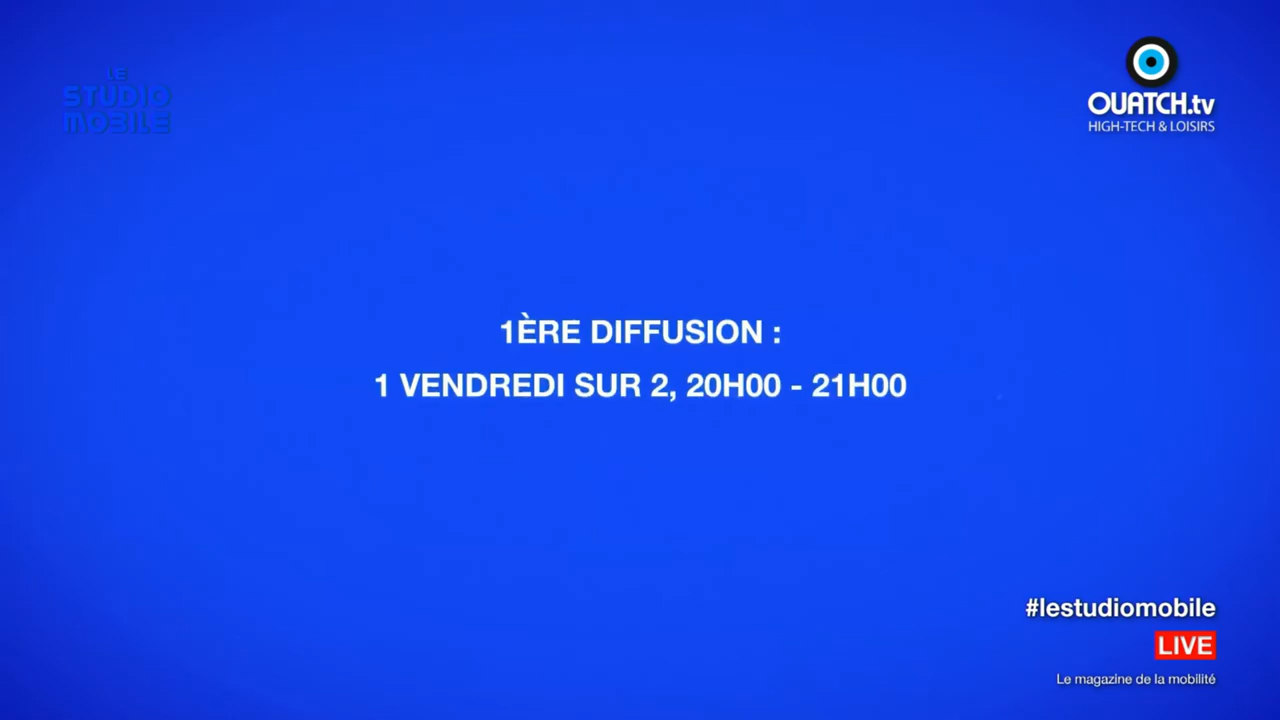 LE
STUDIO
MOBILE
OUATCH.tv
HIGH-TECH & LOISIRS
1ÈRE DIFFUSION :
1 VENDREDI SUR 2, 20H00 - 21H00
#lestudiomobile
LIVE
Le magazine de la mobilité